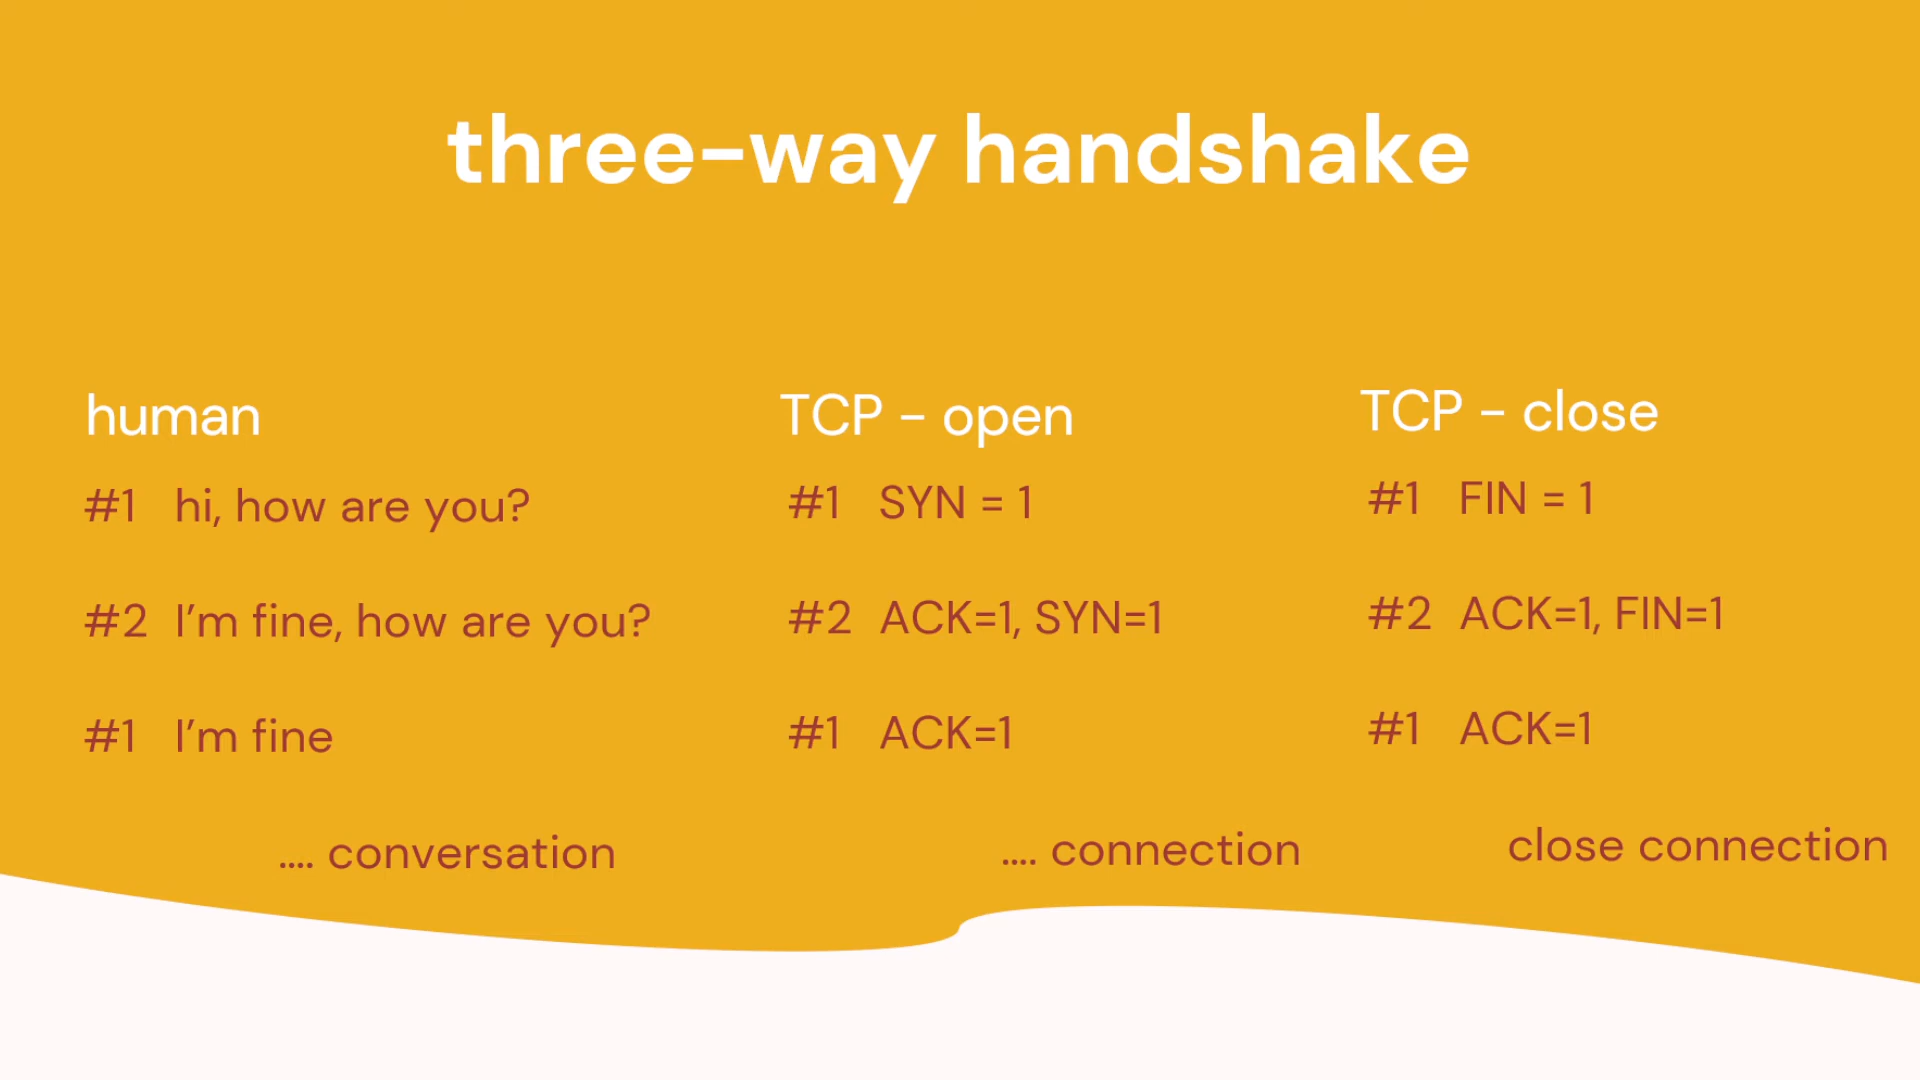 three-way handshake
human
#1 hi, how are you?
#2 I’m fine, how are you?
#1 I’m fine
.... conversation
TCP - open
#1 SYN = 1
#2 ACK=1, SYN=1
#1 ACK=1
.... connection
TCP - close
#1 FIN = 1
#2 ACK=1, FIN=1
#1 ACK=1
close connection